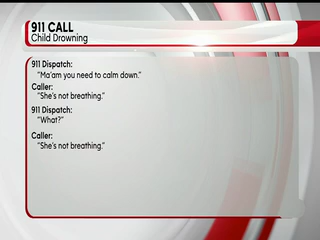 911 CALL
Child Drowning
911 Dispatch:
"Ma'am you need to calm down."
Caller:
"She's not breathing."
911 Dispatch:
"What?"
Caller:
"She's not breathing."